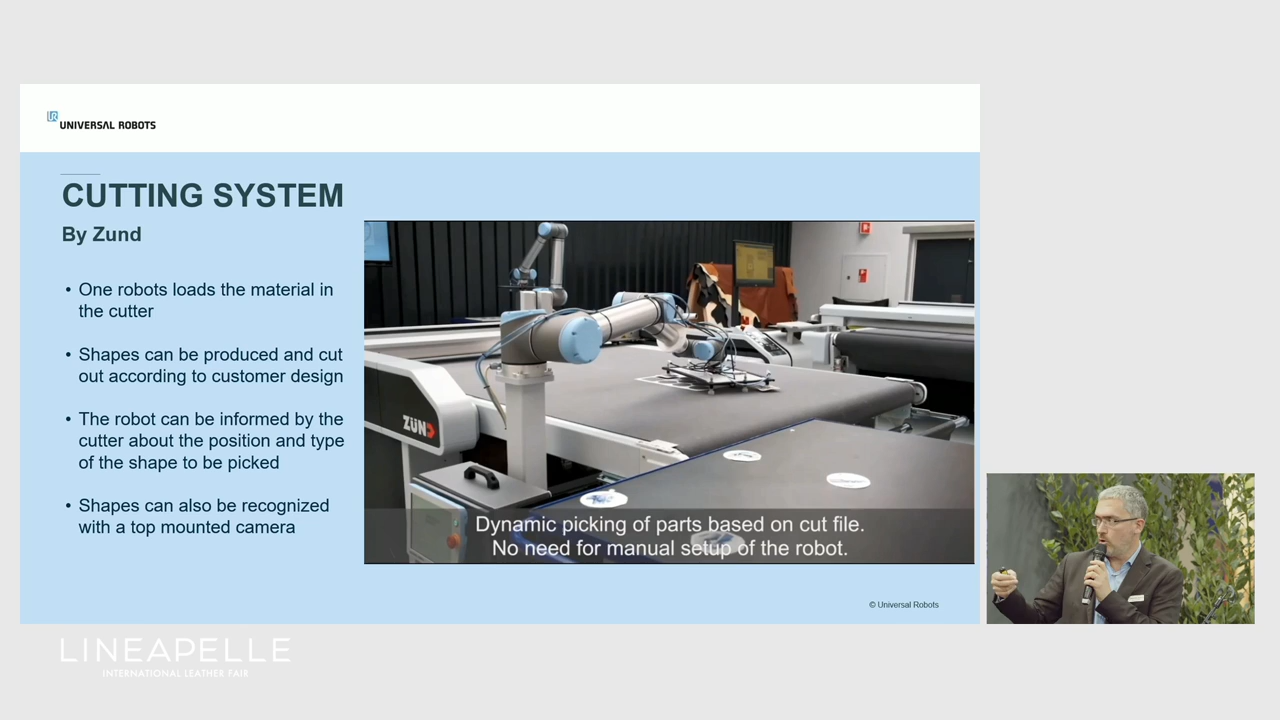 UNIVERSAL ROBOTS
CUTTING SYSTEM
By Zund
• One robots loads the material in
the cutter
• Shapes can be produced and cut
out according to customer design
• The robot can be informed by the
cutter about the position and type
of the shape to be picked
• Shapes can also be recognized
with a top mounted camera
ZÜND
Dynamic picking of parts based on cut file.
No need for manual setup of the robot.
© Universal Robots
LINEAPELLE
INTERNATIONAL LEATHER FAIR